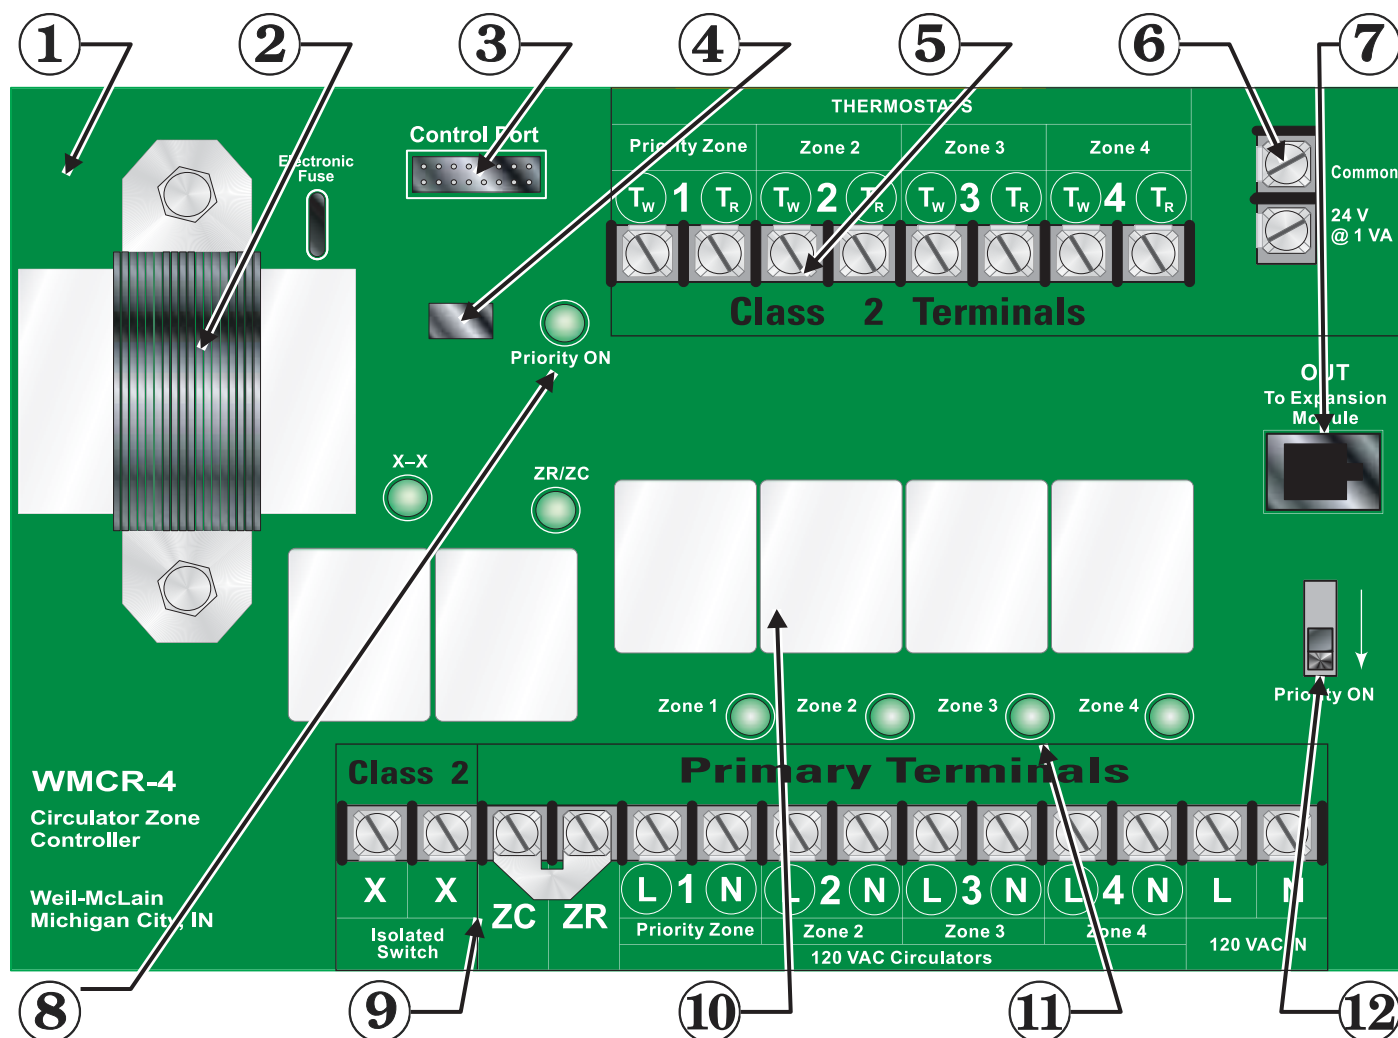 1 2 3 4 5 6 7
THERMOSTATS
Control Port
Priority Zone Zone 2 Zone 3 Zone 4
Electronic
Fuse
Common
TW 1 TR TW 2 TR TW 3 TR TW 4 TR
24 V
@ 1 VA
Class 2 Terminals
Priority ON
OUT
To Expansion
Module
X–X
ZR/ZC
Priority ON
Zone 1 Zone 2 Zone 3 Zone 4
WMCR-4
Circulator Zone
Controller
Weil-McLain
Michigan City, IN
Class 2 Primary Terminals
X X ZC ZR L 1 N L 2 N L 3 N L 4 N L N
Isolated
Switch
Priority Zone Zone 2 Zone 3 Zone 4
120 VAC Circulators
120 VAC IN
8 9 10 11 12